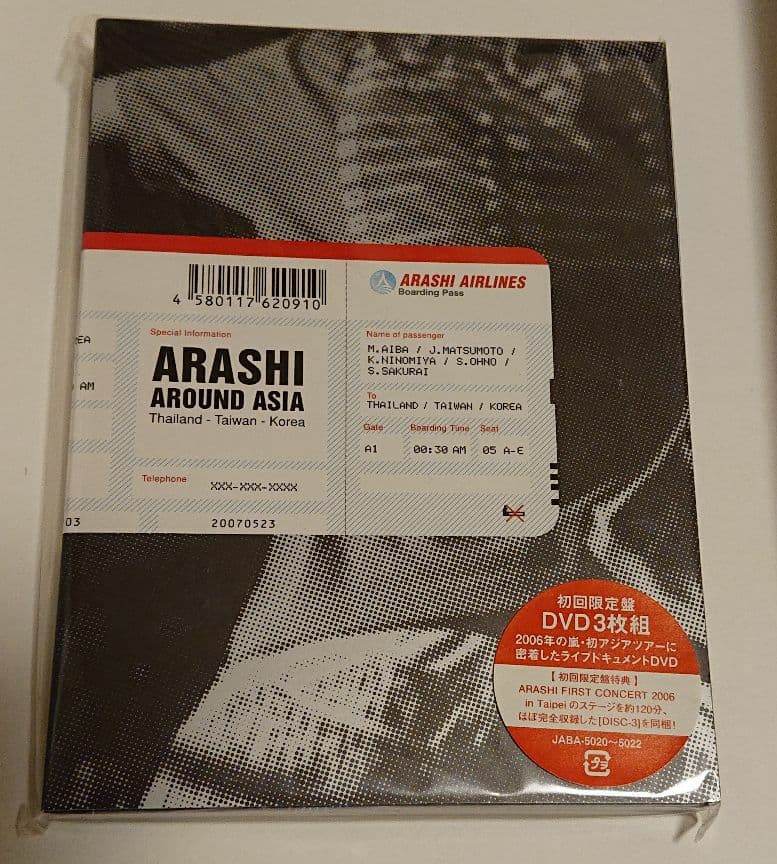 4 580117 620910
ARASHI AIRLINES
Boarding Pass
EA
AM
03
Special Information
ARASHI
AROUND ASIA
Thailand - Taiwan - Korea
Telephone
XXX-XXX-XXXX
20070523
Name of passenger
M.AIBA / J.MATSUMOTO /
K.NINOMIYA / S.OHNO /
S.SAKURAI
To
THAILAND / TAIWAN / KOREA
Gate Boarding Time Seat
A1 00:30 AM 05 A-E
初回限定盤
DVD3枚組
2006年の嵐・初アジアツアーに
密着したライブドキュメントDVD
【初回限定盤特典】
ARASHI FIRST CONCERT 2006
in Taipei のステージを約120分、
ほぼ完全収録した[DISC-3]を同梱!
JABA-5020〜5022
プラ